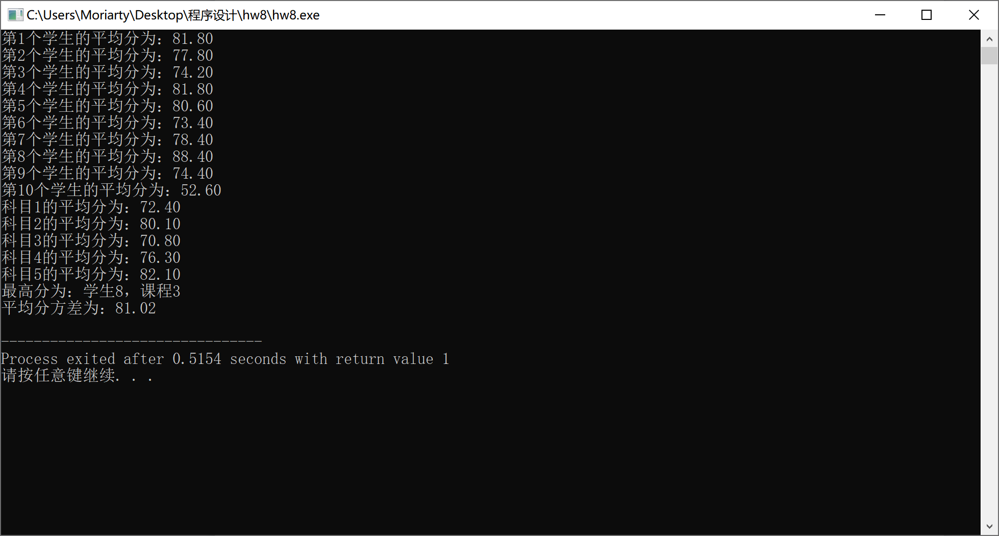 C:\Users\Moriarty\Desktop\程序设计\hw8\hw8.exe
第1个学生的平均分为：81.80
第2个学生的平均分为：77.80
第3个学生的平均分为：74.20
第4个学生的平均分为：81.80
第5个学生的平均分为：80.60
第6个学生的平均分为：73.40
第7个学生的平均分为：78.40
第8个学生的平均分为：88.40
第9个学生的平均分为：74.40
第10个学生的平均分为：52.60
科目1的平均分为：72.40
科目2的平均分为：80.10
科目3的平均分为：70.80
科目4的平均分为：76.30
科目5的平均分为：82.10
最高分为：学生8，课程3
平均分方差为：81.02
--------------------------------
Process exited after 0.5154 seconds with return value 1
请按任意键继续. . .